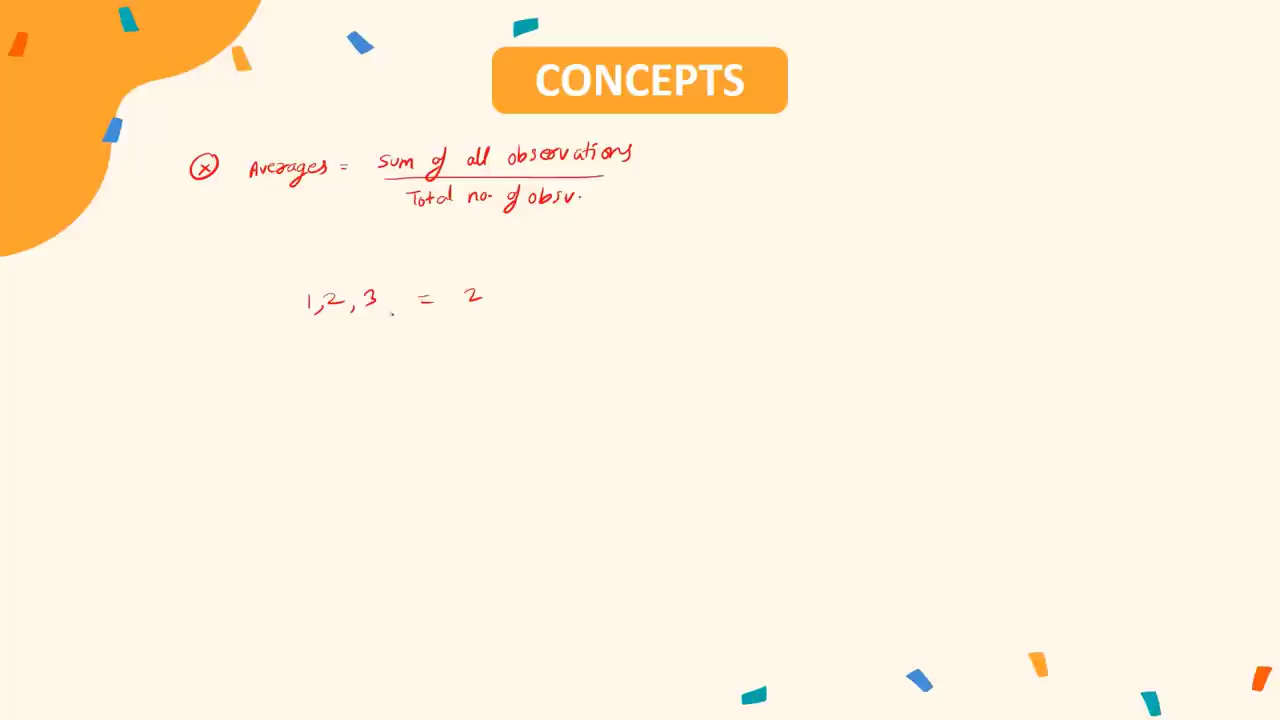 CONCEPTS
Averages = Sum of all observations
Total no. of obsv.
1,2,3 = 2